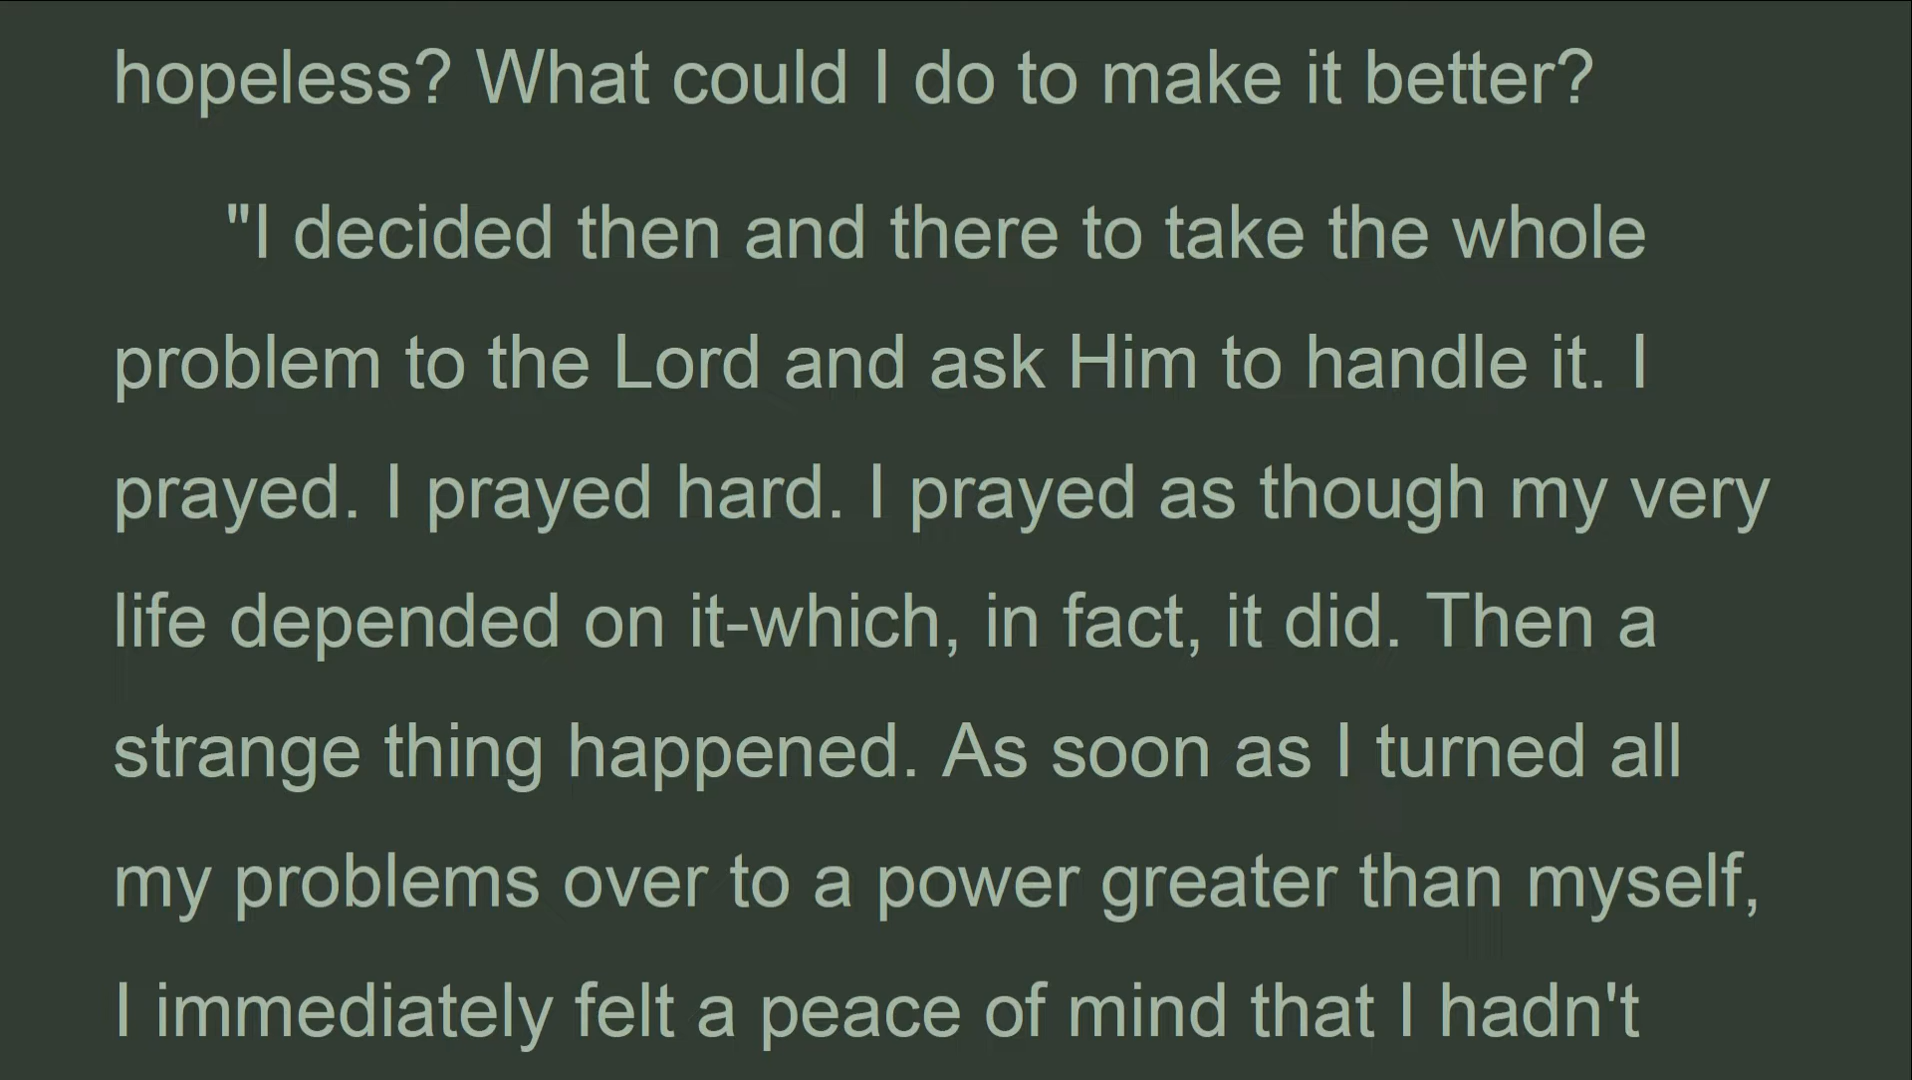 hopeless? What could I do to make it better?
"I decided then and there to take the whole
problem to the Lord and ask Him to handle it. I
prayed. I prayed hard. I prayed as though my very
life depended on it-which, in fact, it did. Then a
strange thing happened. As soon as I turned all
my problems over to a power greater than myself,
I immediately felt a peace of mind that I hadn't